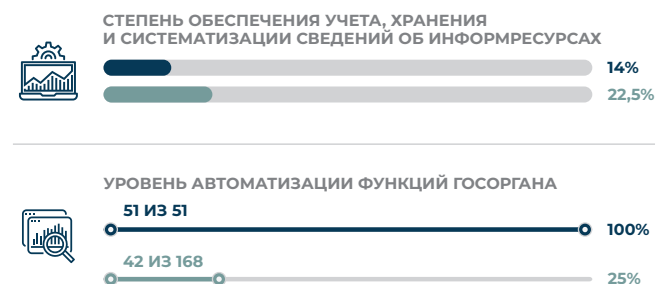 СТЕПЕНЬ ОБЕСПЕЧЕНИЯ УЧЕТА, ХРАНЕНИЯ
И СИСТЕМАТИЗАЦИИ СВЕДЕНИЙ ОБ ИНФОРМРЕСУРСАХ
14%
22,5%
УРОВЕНЬ АВТОМАТИЗАЦИИ ФУНКЦИЙ ГОСОРГАНА
51 ИЗ 51
100%
42 ИЗ 168
25%